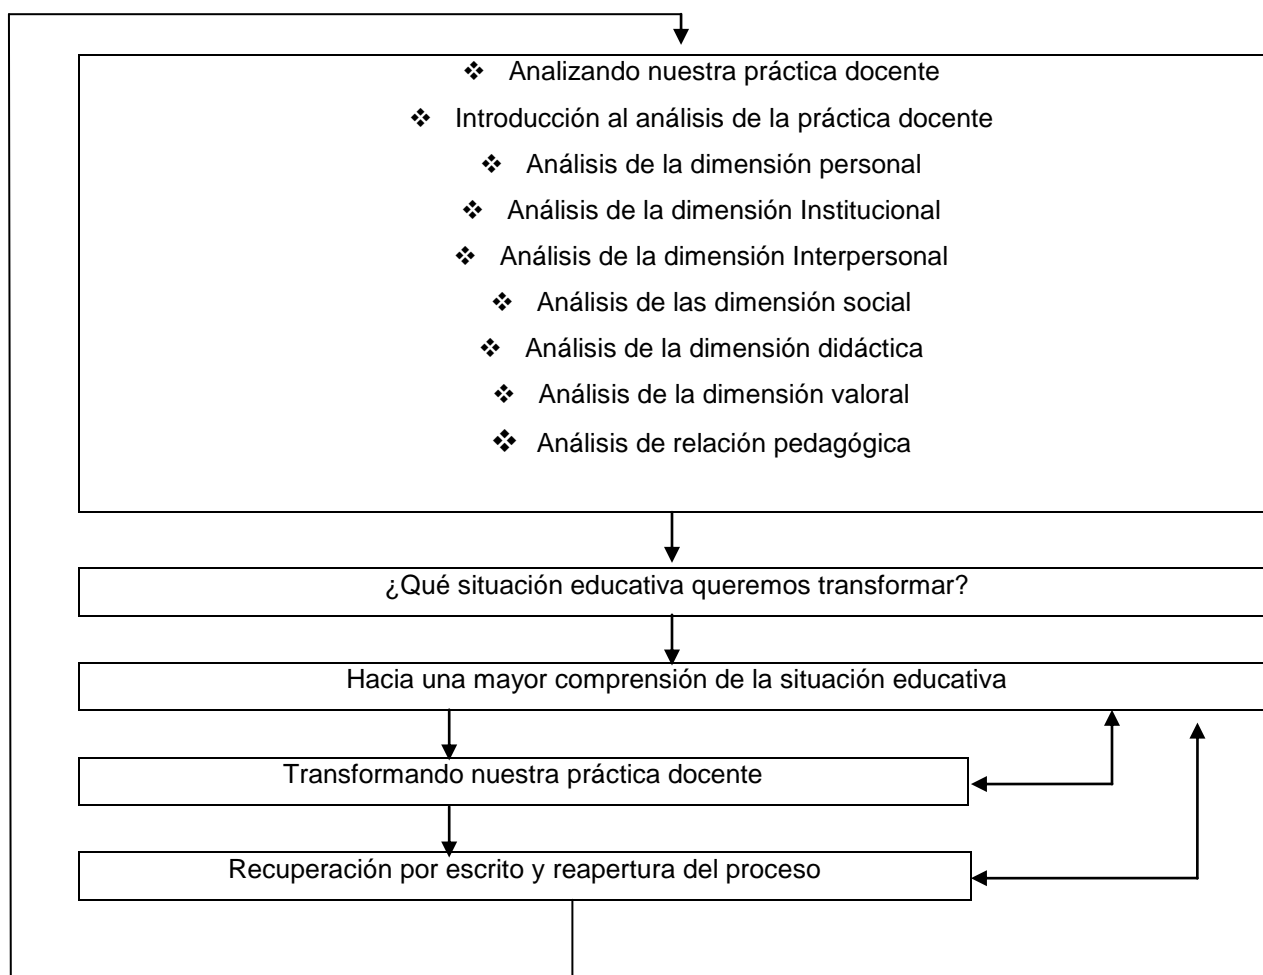 ❖ Analizando nuestra práctica docente
❖ Introducción al análisis de la práctica docente
❖ Análisis de la dimensión personal
❖ Análisis de la dimensión Institucional
❖ Análisis de la dimensión Interpersonal
❖ Análisis de las dimensión social
❖ Análisis de la dimensión didáctica
❖ Análisis de la dimensión valoral
❖ Análisis de relación pedagógica
¿Qué situación educativa queremos transformar?
Hacia una mayor comprensión de la situación educativa
Transformando nuestra práctica docente
Recuperación por escrito y reapertura del proceso